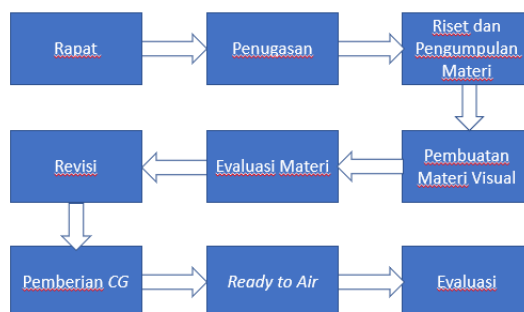 Rapat
Penugasan
Riset dan
Pengumpulan
Materi
Pembuatan
Materi Visual
Evaluasi Materi
Revisi
Pemberian CG
Ready to Air
Evaluasi